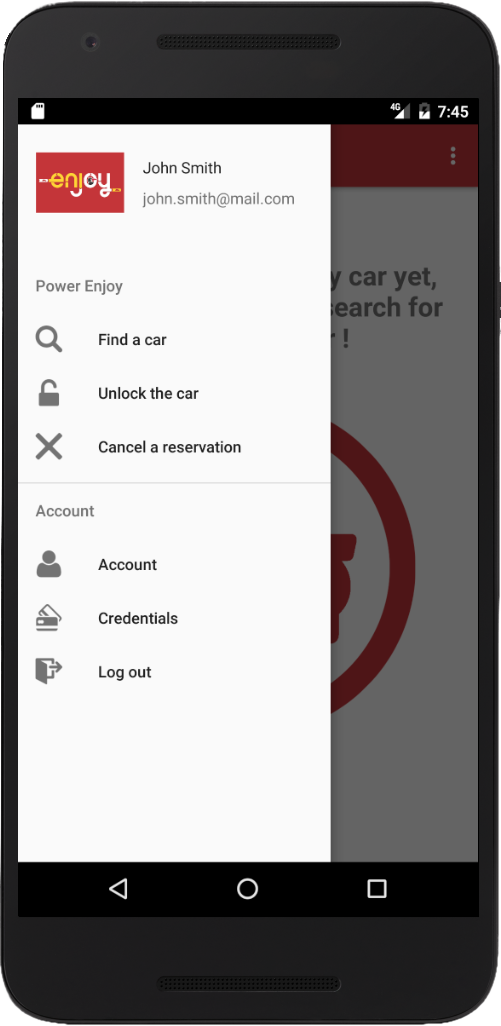 4G 7:45
enjoy
John Smith
john.smith@mail.com
y car yet,
search for
!
Power Enjoy
Find a car
Unlock the car
Cancel a reservation
Account
Account
Credentials
Log out